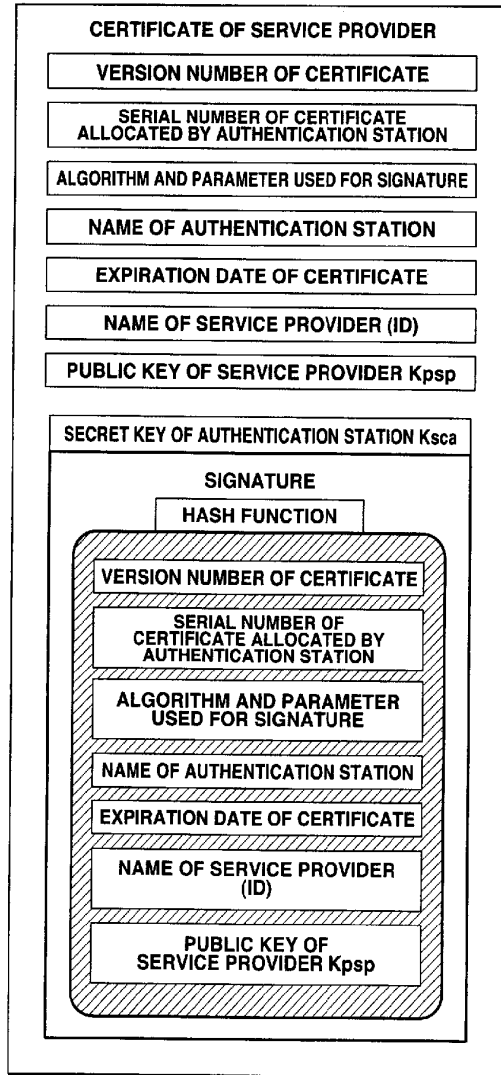 CERTIFICATE OF SERVICE PROVIDER
VERSION NUMBER OF CERTIFICATE
SERIAL NUMBER OF CERTIFICATE
ALLOCATED BY AUTHENTICATION STATION
ALGORITHM AND PARAMETER USED FOR SIGNATURE
NAME OF AUTHENTICATION STATION
EXPIRATION DATE OF CERTIFICATE
NAME OF SERVICE PROVIDER (ID)
PUBLIC KEY OF SERVICE PROVIDER Kpsp
SECRET KEY OF AUTHENTICATION STATION Ksca
SIGNATURE
HASH FUNCTION
VERSION NUMBER OF CERTIFICATE
SERIAL NUMBER OF
CERTIFICATE ALLOCATED BY
AUTHENTICATION STATION
ALGORITHM AND PARAMETER
USED FOR SIGNATURE
NAME OF AUTHENTICATION STATION
EXPIRATION DATE OF CERTIFICATE
NAME OF SERVICE PROVIDER
(ID)
PUBLIC KEY OF
SERVICE PROVIDER Kpsp